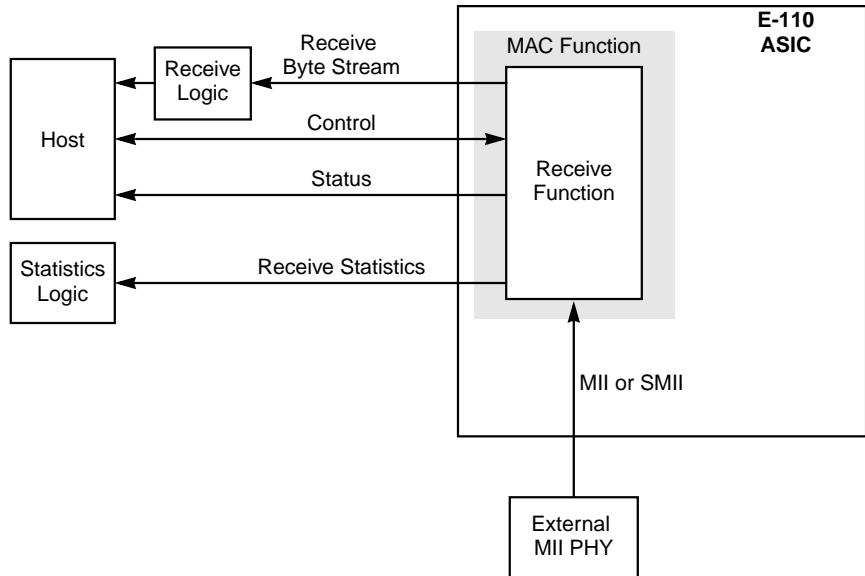 E-110
ASIC
MAC Function
Receive
Byte Stream
Receive
Logic
Host
Control
Receive
Function
Status
Statistics
Logic
Receive Statistics
MII or SMII
External
MII PHY